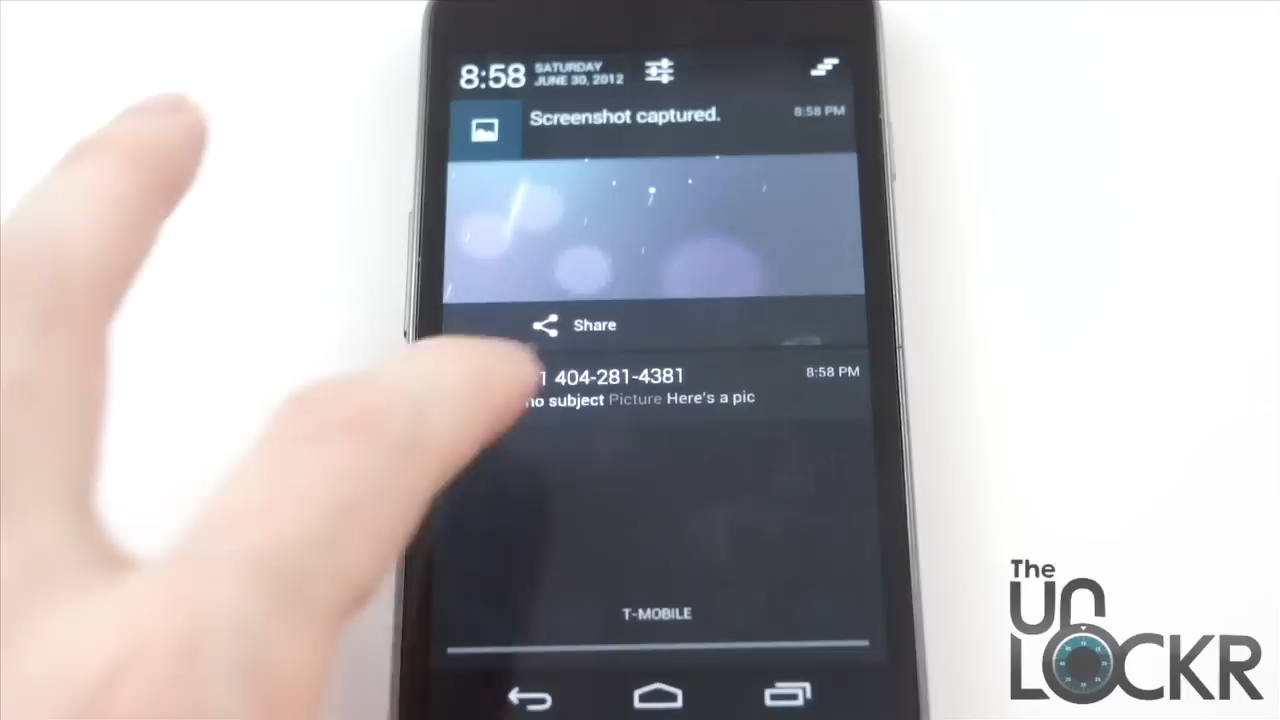 8:58
SATURDAY
JUNE 30, 2012
Screenshot captured.
8:58 PM
Share
1 404-281-4381
8:58 PM
no subject Picture Here's a pic
T-MOBILE
The
UN
LOCKR